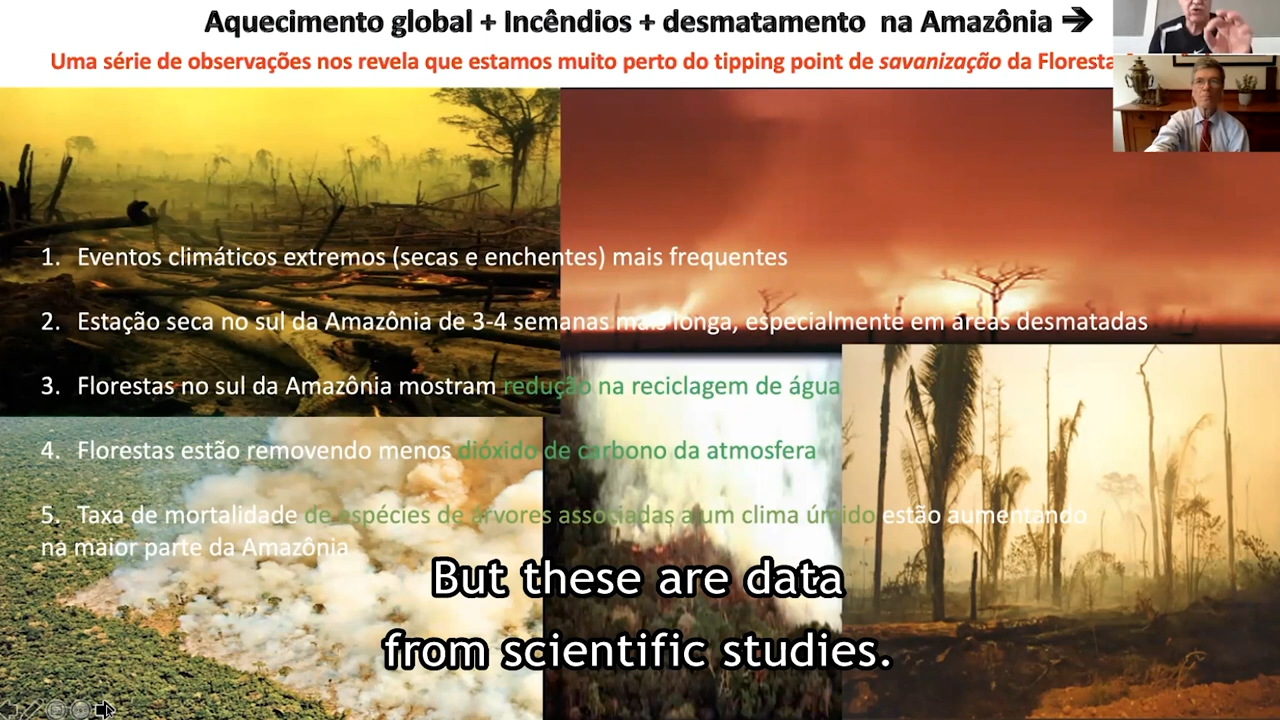 Aquecimento global + Incêndios + desmatamento na Amazônia →
Uma série de observações nos revela que estamos muito perto do tipping point de savanização da Floresta
1. Eventos climáticos extremos (secas e enchentes) mais frequentes
2. Estação seca no sul da Amazônia de 3-4 semanas mais longa, especialmente em áreas desmatadas
3. Florestas no sul da Amazônia mostram redução na reciclagem de água
4. Florestas estão removendo menos dióxido de carbono da atmosfera
5. Taxa de mortalidade de espécies de árvores associadas a um clima úmido estão aumentando
na maior parte da Amazônia
But these are data
from scientific studies.